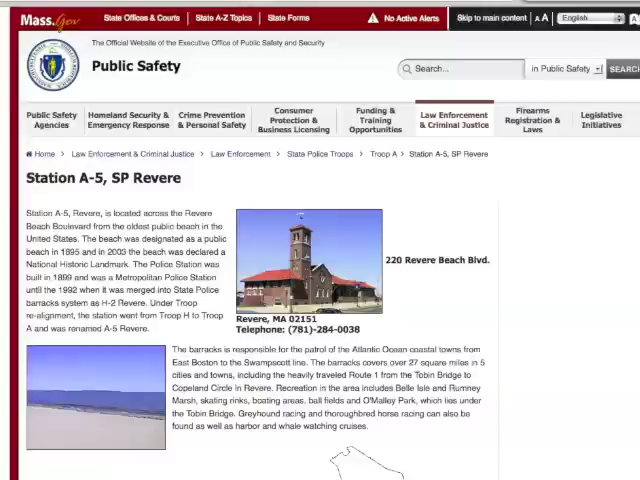 Mass.Gov
State Offices & Courts
State A-Z Topics
State Forms
No Active Alerts
Skip to main content
A A
English
The Official Website of the Executive Office of Public Safety and Security
Public Safety
Search...
in Public Safety
SEARC
Public Safety Agencies
Homeland Security & Emergency Response
Crime Prevention & Personal Safety
Consumer Protection & Business Licensing
Funding & Training Opportunities
Law Enforcement & Criminal Justice
Firearms Registration & Laws
Legislative Initiatives
Home > Law Enforcement & Criminal Justice > Law Enforcement > State Police Troops > Troop A > Station A-5, SP Revere
Station A-5, SP Revere
Station A-5, Revere, is located across the Revere
Beach Boulevard from the oldest public beach in the
United States. The beach was designated as a public
beach in 1895 and in 2003 the beach was declared a
National Historic Landmark. The Police Station was
built in 1899 and was a Metropolitan Police Station
until the 1992 when it was merged into State Police
barracks system as H-2 Revere. Under Troop
re-alignment, the station went from Troop H to Troop
A and was renamed A-5 Revere.
220 Revere Beach Blvd.
Revere, MA 02151
Telephone: (781)-284-0038
The barracks is responsible for the patrol of the Atlantic Ocean coastal towns from
East Boston to the Swampscott line. The barracks covers over 27 square miles in 5
cities and towns, including the heavily traveled Route 1 from the Tobin Bridge to
Copeland Circle in Revere. Recreation in the area includes Belle Isle and Rumney
Marsh, skating rinks, boating areas. ball fields and O'Malley Park, which lies under
the Tobin Bridge. Greyhound racing and thoroughbred horse racing can also be
found as well as harbor and whale watching cruises.